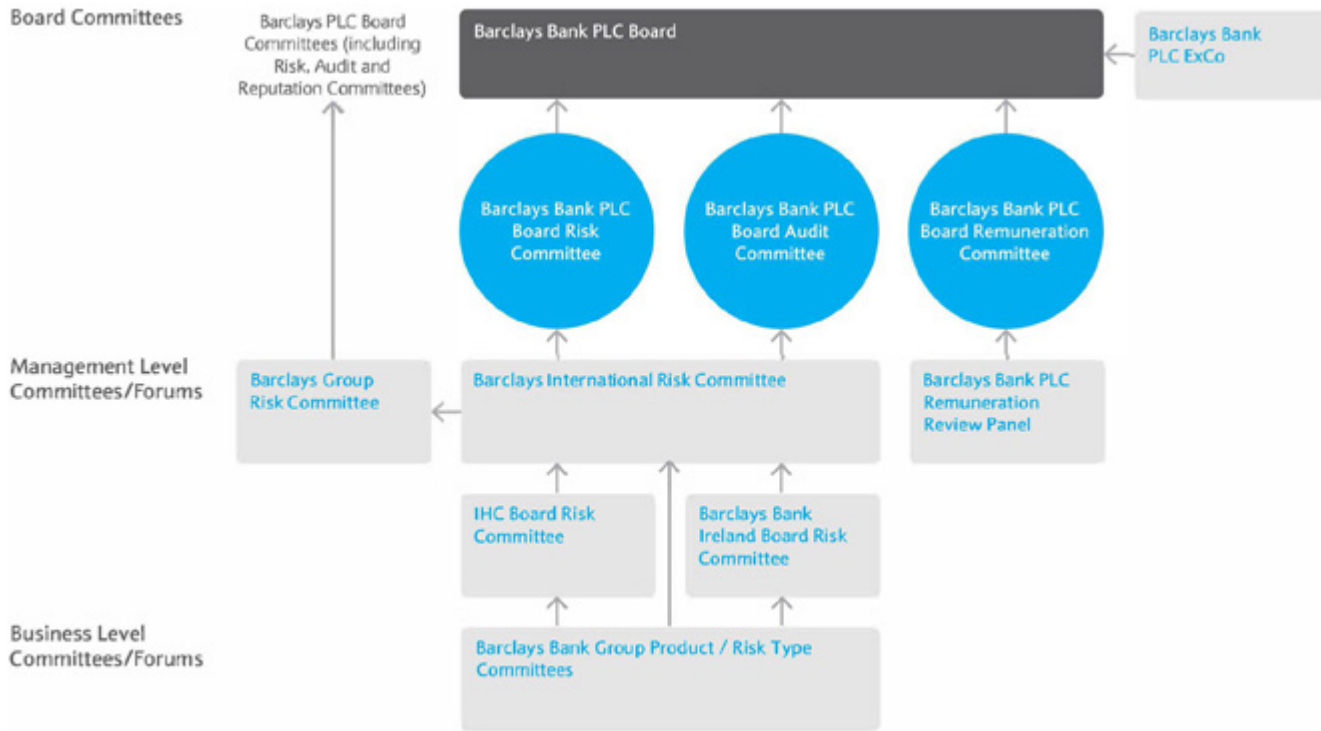 Board Committees
Barclays PLC Board
Committees (including
Risk, Audit and
Reputation Committees)
Barclays Bank PLC Board
Barclays Bank
PLC ExCo
Barclays Bank PLC
Board Risk
Committee
Barclays Bank PLC
Board Audit
Committee
Barclays Bank PLC
Board Remuneration
Committee
Management Level
Committees/Forums
Barclays Group
Risk Committee
Barclays International Risk Committee
Barclays Bank PLC
Remuneration
Review Panel
IHC Board Risk
Committee
Barclays Bank
Ireland Board Risk
Committee
Business Level
Committees/Forums
Barclays Bank Group Product / Risk Type
Committees